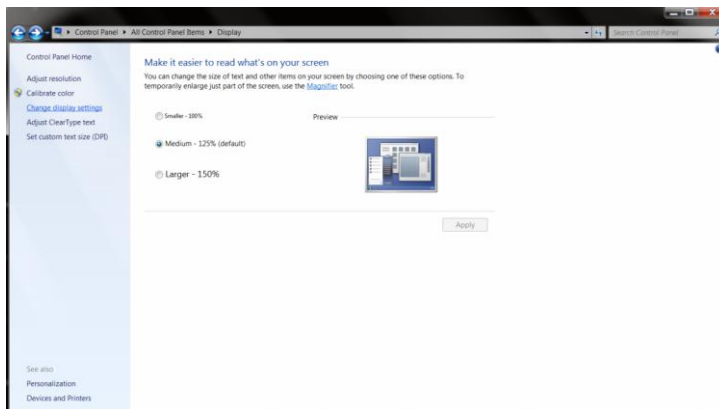 Control Panel ▸ All Control Panel Items ▸ Display
Search Control Panel
Control Panel Home
Adjust resolution
Calibrate color
Change display settings
Adjust ClearType text
Set custom text size (DPI)
Make it easier to read what's on your screen
You can change the size of text and other items on your screen by choosing one of these options. To
temporarily enlarge just part of the screen, use the Magnifier tool.
Smaller - 100%
Preview
Medium - 125% (default)
Larger - 150%
Apply
See also
Personalization
Devices and Printers